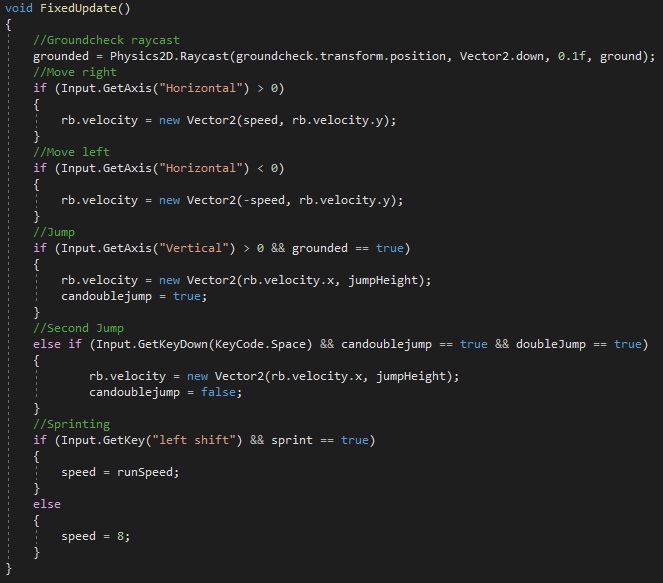 void FixedUpdate()
{
    //Groundcheck raycast
    grounded = Physics2D.Raycast(groundcheck.transform.position, Vector2.down, 0.1f, ground);
    //Move right
    if (Input.GetAxis("Horizontal") > 0)
    {
        rb.velocity = new Vector2(speed, rb.velocity.y);
    }
    //Move left
    if (Input.GetAxis("Horizontal") < 0)
    {
        rb.velocity = new Vector2(-speed, rb.velocity.y);
    }
    //Jump
    if (Input.GetAxis("Vertical") > 0 && grounded == true)
    {
        rb.velocity = new Vector2(rb.velocity.x, jumpHeight);
        candoublejump = true;
    }
    //Second Jump
    else if (Input.GetKeyDown(KeyCode.Space) && candoublejump == true && doubleJump == true)
    {
            rb.velocity = new Vector2(rb.velocity.x, jumpHeight);
            candoublejump = false;
    }
    //Sprinting
    if (Input.GetKey("left shift") && sprint == true)
    {
        speed = runSpeed;
    }
    else
    {
        speed = 8;
    }
}